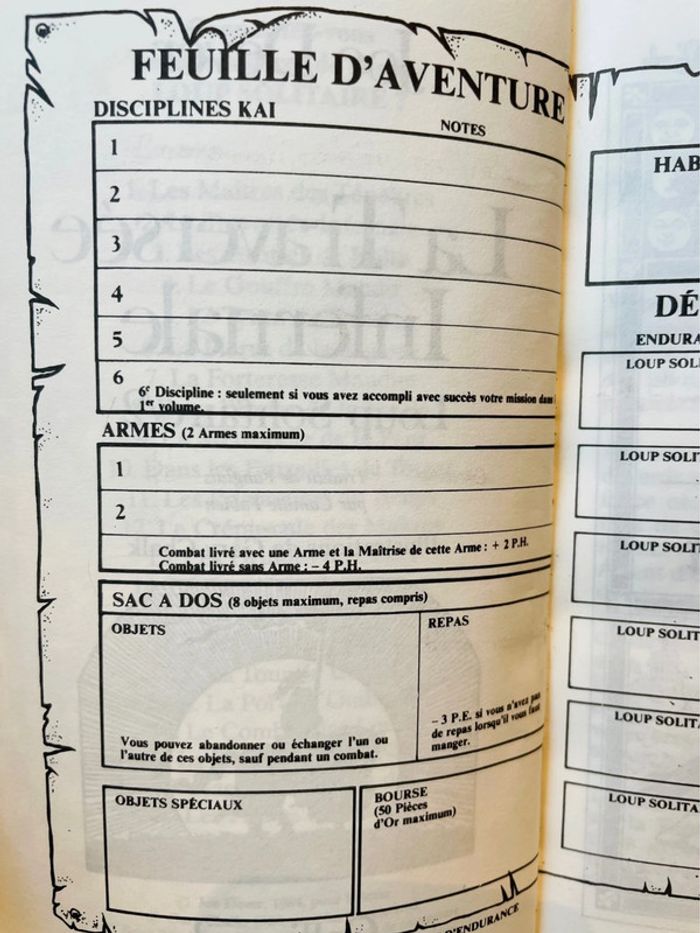 FEUILLE D'AVENTURE
DISCIPLINES KAI
NOTES
1
2
3
4
5
6
6e Discipline : seulement si vous avez accompli avec succès votre mission dans
1er volume.
ARMES (2 Armes maximum)
1
2
Combat livré avec une Arme et la Maîtrise de cette Arme : + 2 P.H.
Combat livré sans Arme : – 4 P.H.
SAC A DOS (8 objets maximum, repas compris)
OBJETS
Vous pouvez abandonner ou échanger l'un ou
l'autre de ces objets, sauf pendant un combat.
REPAS
– 3 P.E. si vous n'avez pas
de repas lorsqu'il vous faut
manger.
OBJETS SPÉCIAUX
BOURSE
(50 Pièces
d'Or maximum)
D'ENDURANCE
HAB
DÉ
ENDURA
LOUP SOLI
LOUP SOLIT
LOUP SOLIT
LOUP SOLIT
LOUP SOLITA
LOUP SOLITA
La Traversée
Infernale